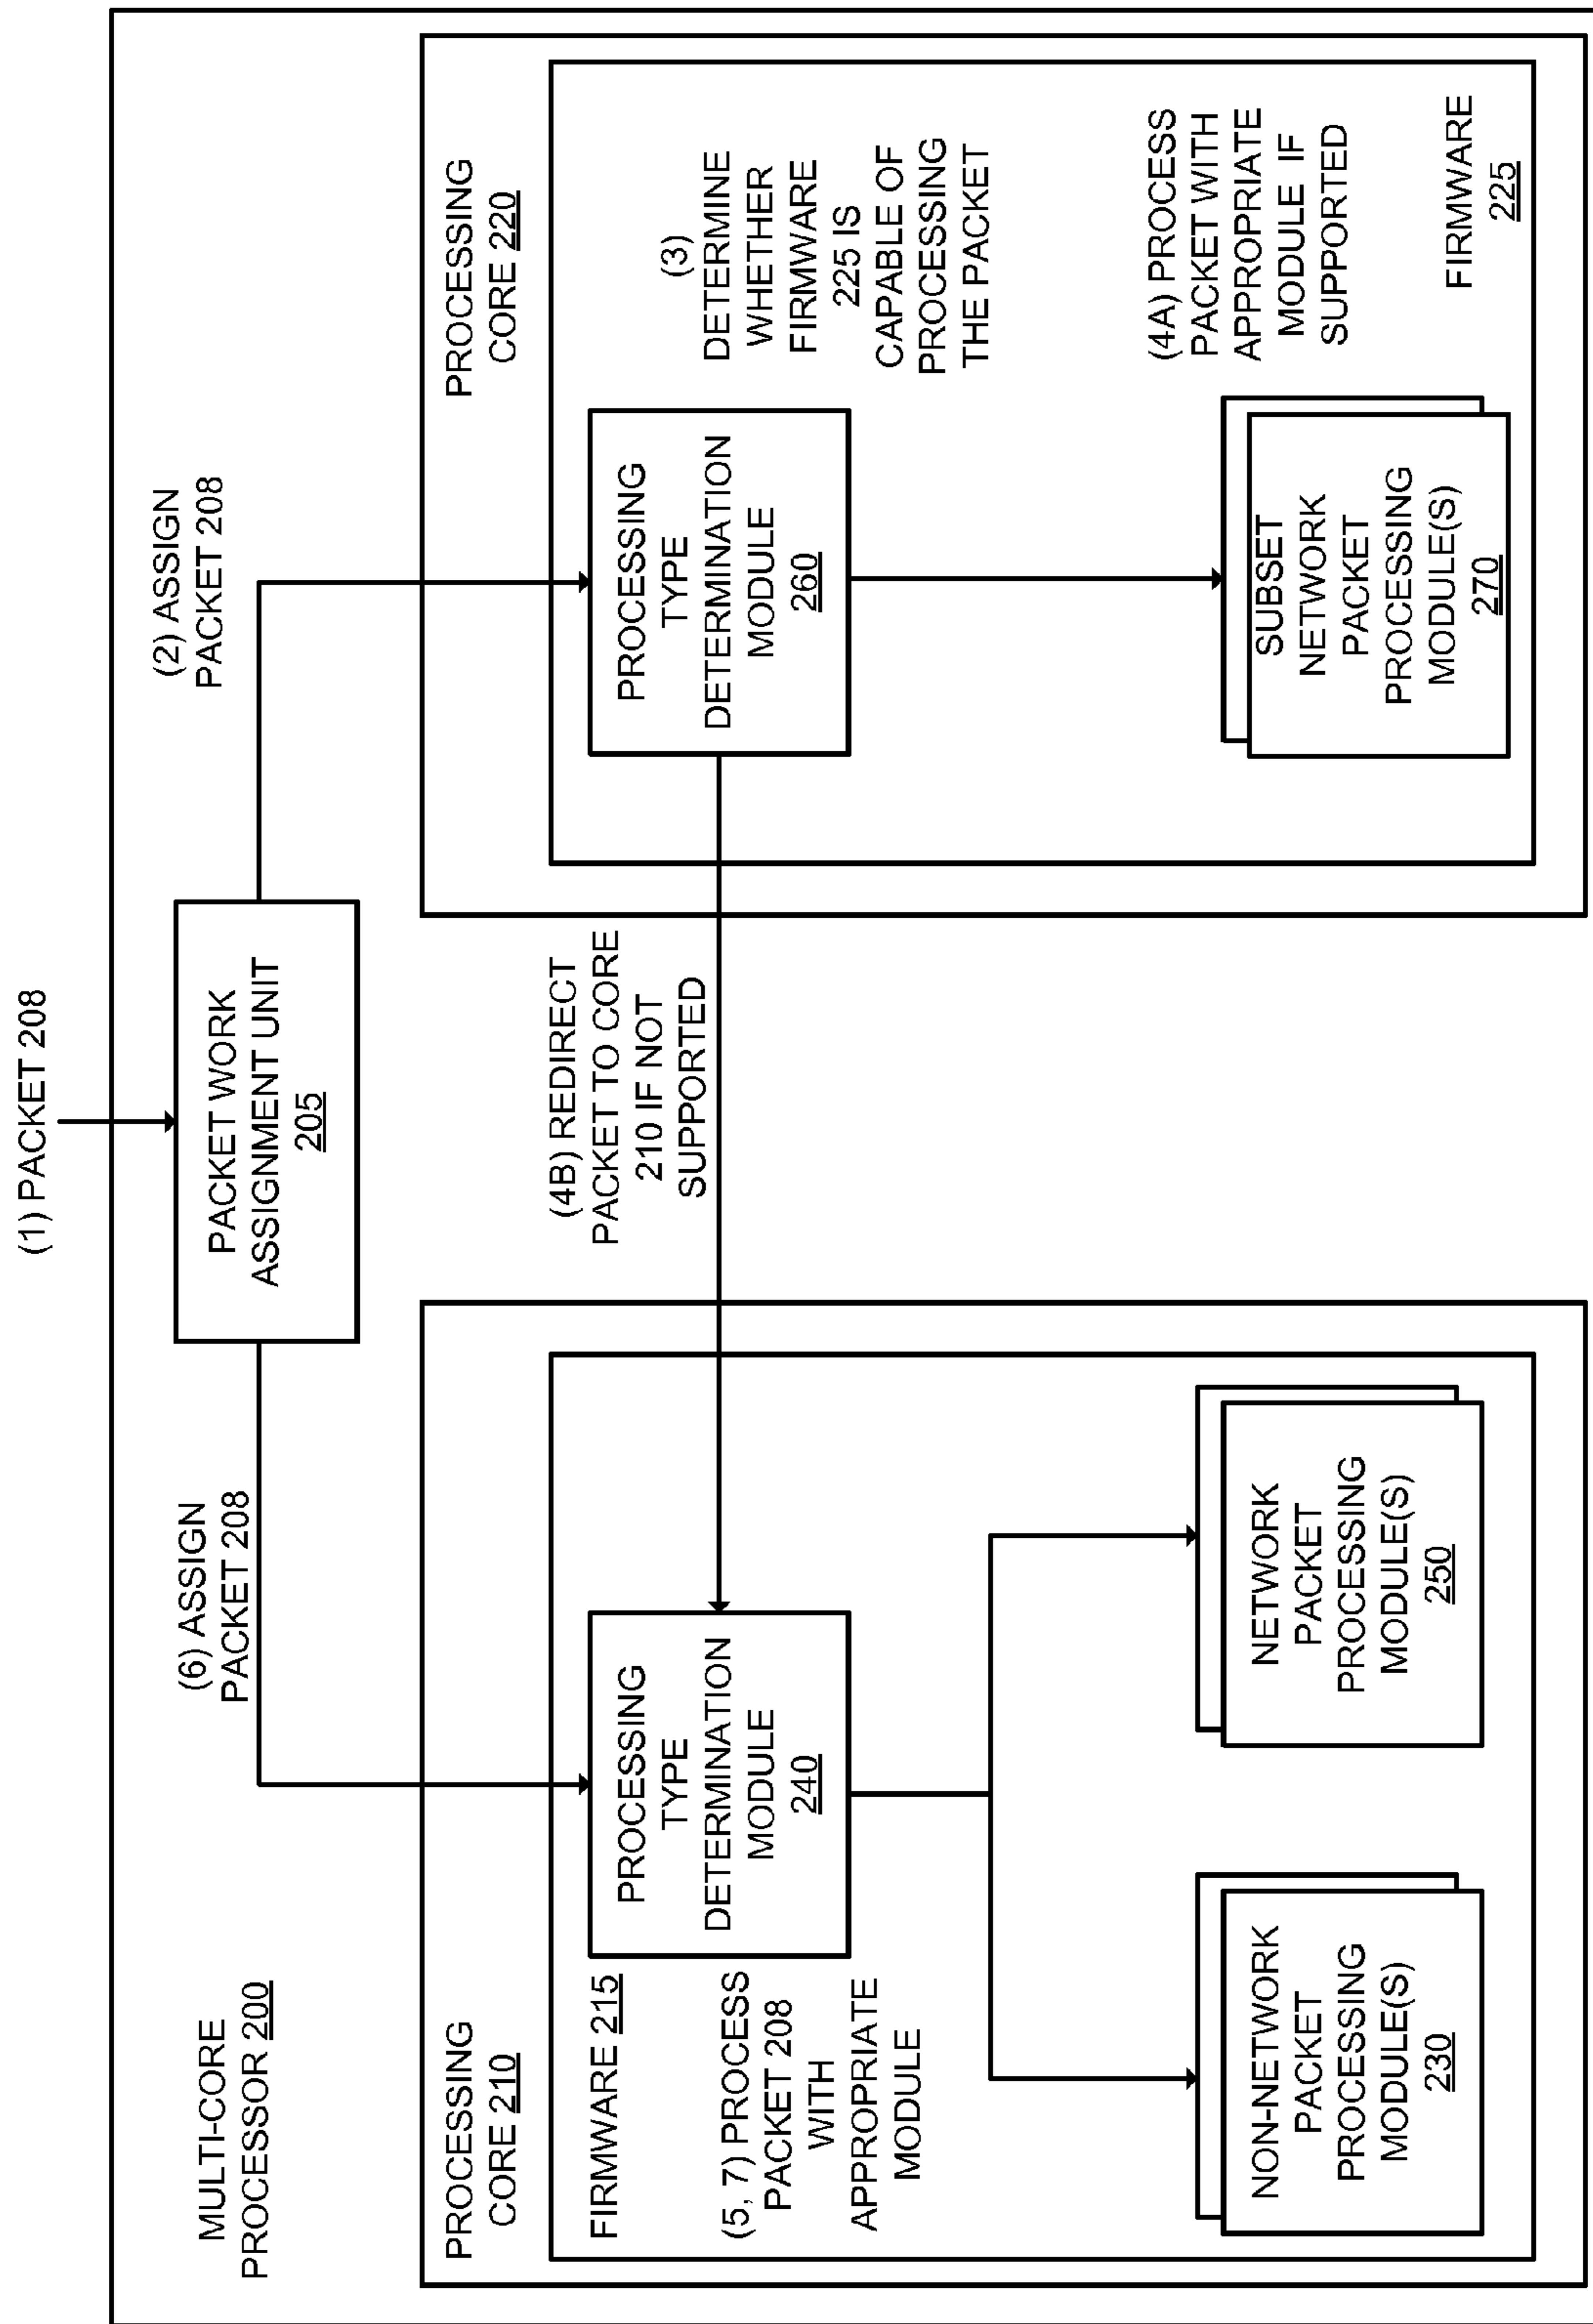 (1) PACKET 208
MULTI-CORE
PROCESSOR 200
(6) ASSIGN
PACKET 208
PACKET WORK
ASSIGNMENT UNIT
205
(2) ASSIGN
PACKET 208
PROCESSING
CORE 210
FIRMWARE 215
(5, 7) PROCESS
PACKET 208
WITH
APPROPRIATE
MODULE
PROCESSING
TYPE
DETERMINATION
MODULE
240
NON-NETWORK
PACKET
PROCESSING
MODULE(S)
230
NETWORK
PACKET
PROCESSING
MODULE(S)
250
(4B) REDIRECT
PACKET TO CORE
210 IF NOT
SUPPORTED
PROCESSING
CORE 220
PROCESSING
TYPE
DETERMINATION
MODULE
260
(3)
DETERMINE
WHETHER
FIRMWARE
225 IS
CAPABLE OF
PROCESSING
THE PACKET
SUBSET
NETWORK
PACKET
PROCESSING
MODULE(S)
270
(4A) PROCESS
PACKET WITH
APPROPRIATE
MODULE IF
SUPPORTED
FIRMWARE
225